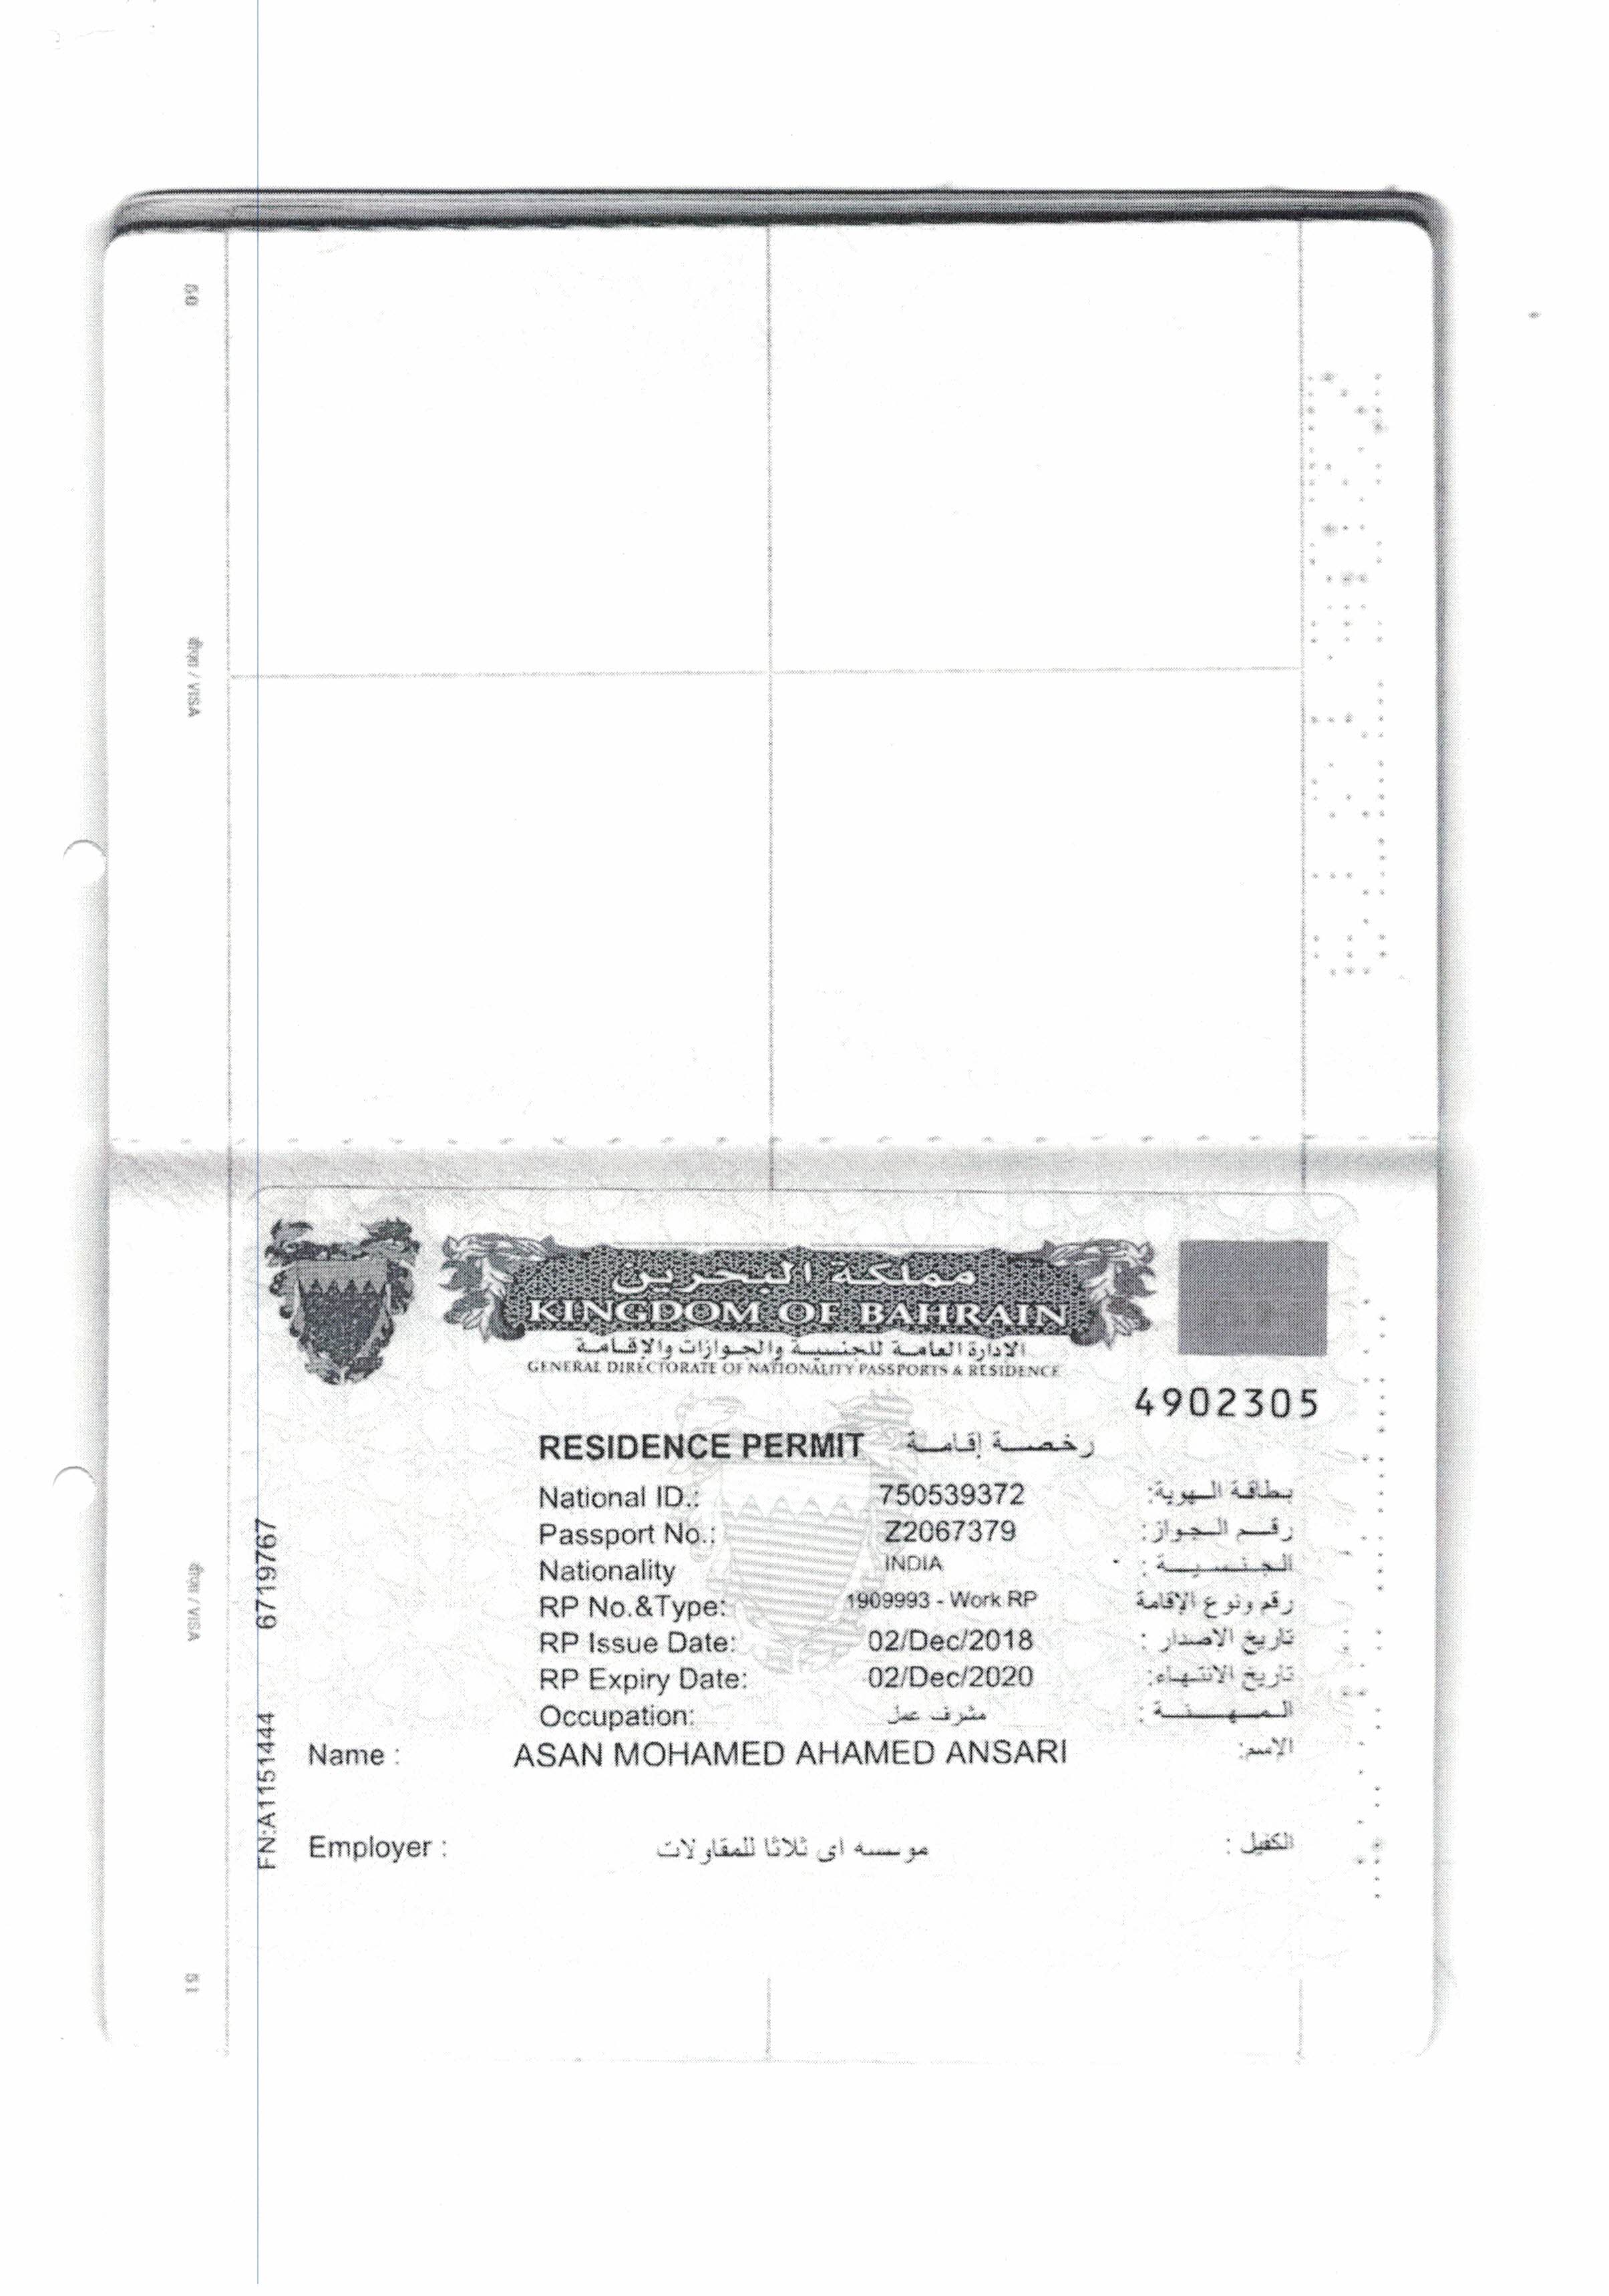 50
वीज़ा / VISA
مملكة البحرين
KINGDOM OF BAHRAIN
الادارة العامة للجنسية والجوازات والإقامة
GENERAL DIRECTORATE OF NATIONALITY PASSPORTS & RESIDENCE
4902305
RESIDENCE PERMIT رخصة إقامة
National ID.: 750539372 بطاقة الهوية:
Passport No.: Z2067379 رقم الجواز:
Nationality INDIA الجنسية :
RP No.&Type: 1909993 - Work RP رقم ونوع الإقامة
RP Issue Date: 02/Dec/2018 تاريخ الاصدار :
RP Expiry Date: 02/Dec/2020 تاريخ الانتهاء:
Occupation: مشرف عمل المهنة :
Name : ASAN MOHAMED AHAMED ANSARI الاسم:
Employer : موسسه اى ثلاثا للمقاولات الكفيل :
FN:A1151444 6719767
वीज़ा / VISA
51